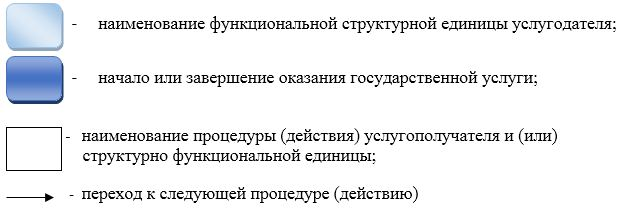 - наименование функциональной структурной единицы услугодателя;
- начало или завершение оказания государственной услуги;
- наименование процедуры (действия) услугополучателя и (или)
структурно функциональной единицы;
- переход к следующей процедуре (действию)